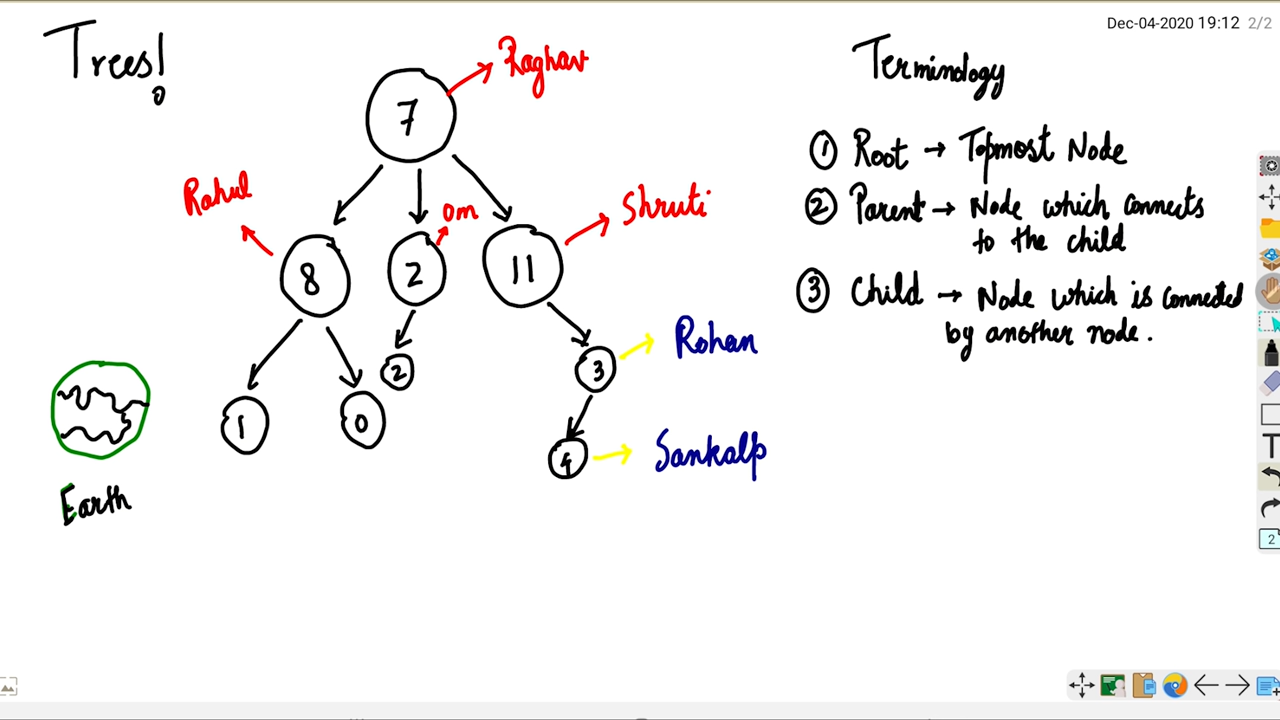 Dec-04-2020 19:12 2/2
Trees!
Terminology
Raghav
7
Rahul
Om
Shruti
8
2
11
2
3
Rohan
1
0
4
Sankalp
Earth
① Root → Topmost Node
② Parent → Node which connects
to the child
③ Child → Node which is connected
by another node.
T
2